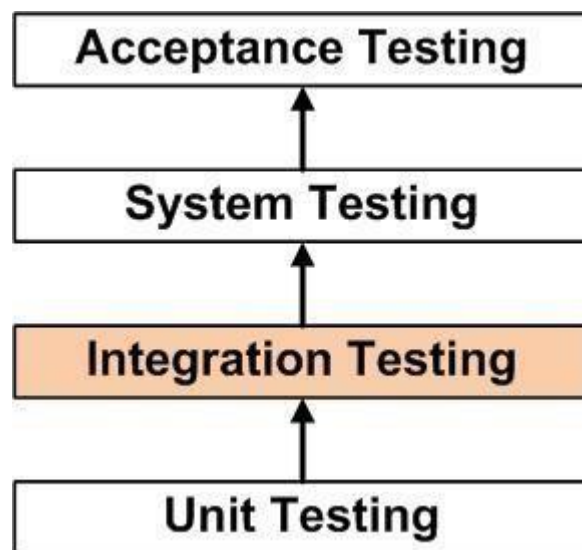 Acceptance Testing
System Testing
Integration Testing
Unit Testing